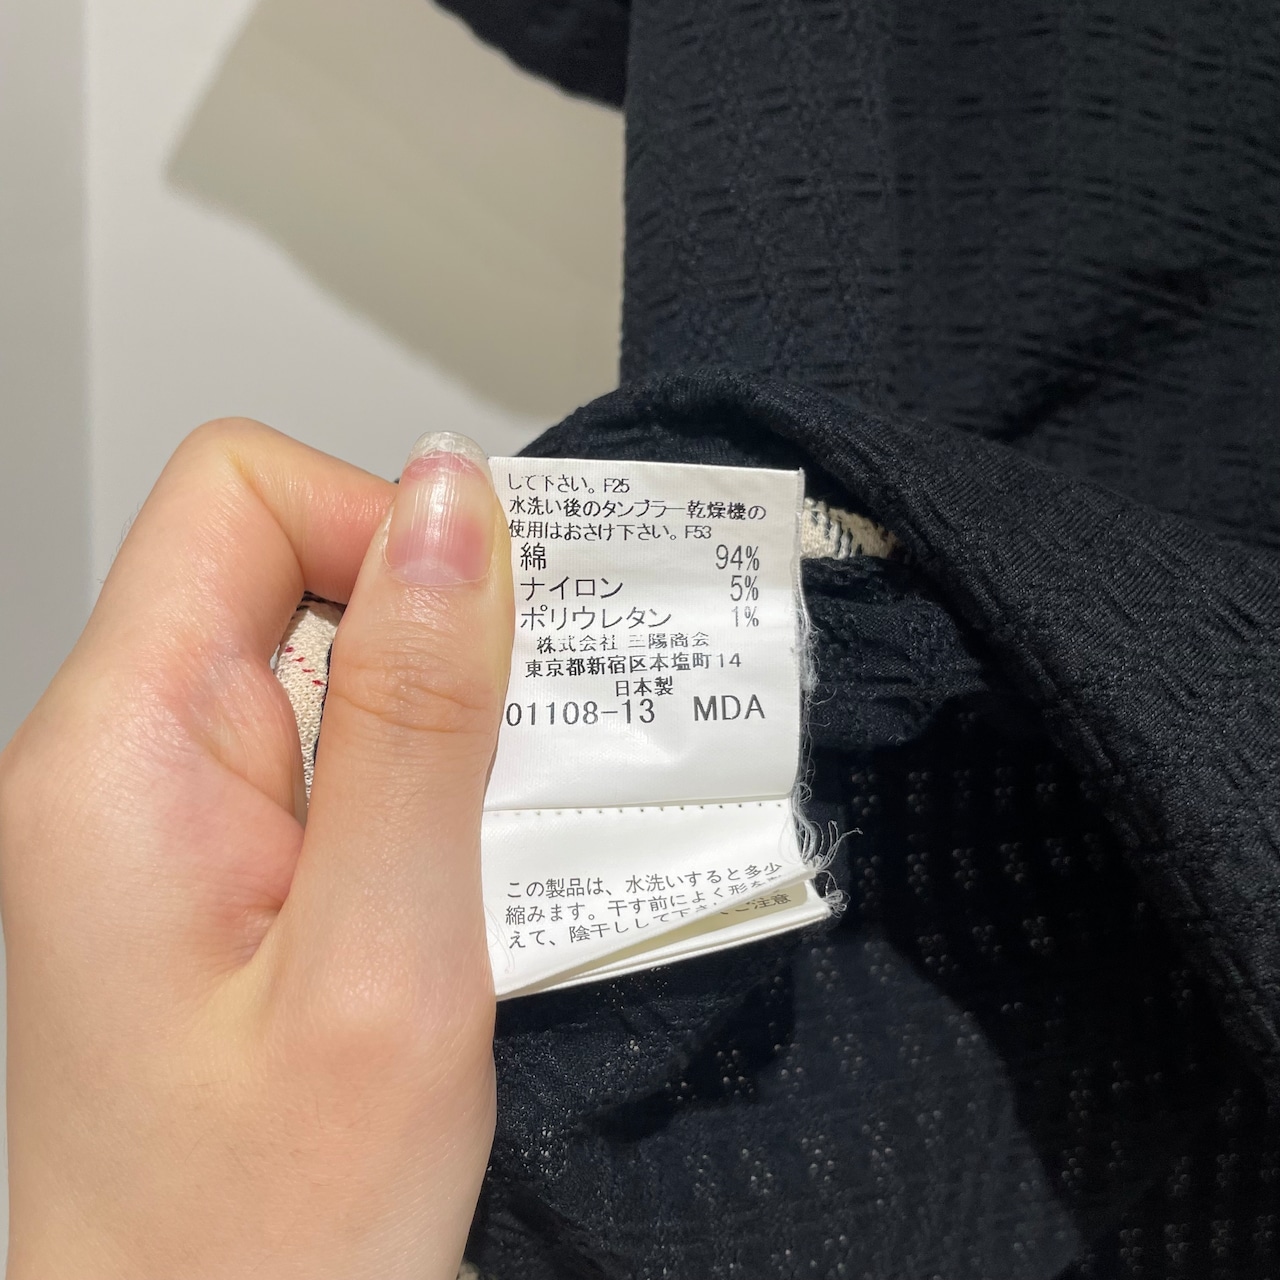 して下さい。F25
水洗い後のタンブラー乾燥機の
使用はおさけ下さい。F53
綿 94%
ナイロン 5%
ポリウレタン 1%
株式会社 三陽商会
東京都新宿区本塩町14
日本製
01108-13 MDA
この製品は、水洗いすると多少
縮みます。干す前によく形を
えて、陰干しして下さい
ご注意